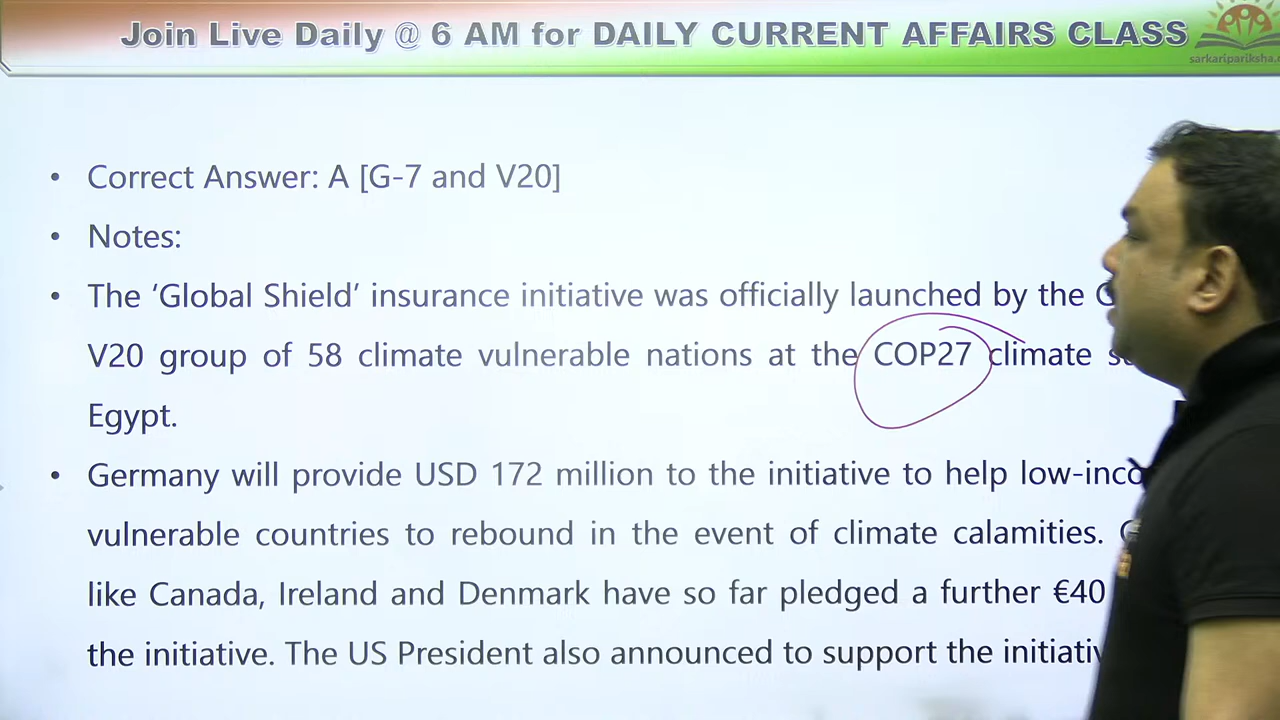 Join Live Daily @ 6 AM for DAILY CURRENT AFFAIRS CLASS
sarkaripariksha.c
• Correct Answer: A [G-7 and V20]
• Notes:
• The ‘Global Shield’ insurance initiative was officially launched by the
V20 group of 58 climate vulnerable nations at the COP27 climate
Egypt.
• Germany will provide USD 172 million to the initiative to help
vulnerable countries to rebound in the event of climate calamities.
like Canada, Ireland and Denmark have so far pledged a further €40
the initiative. The US President also announced to support the